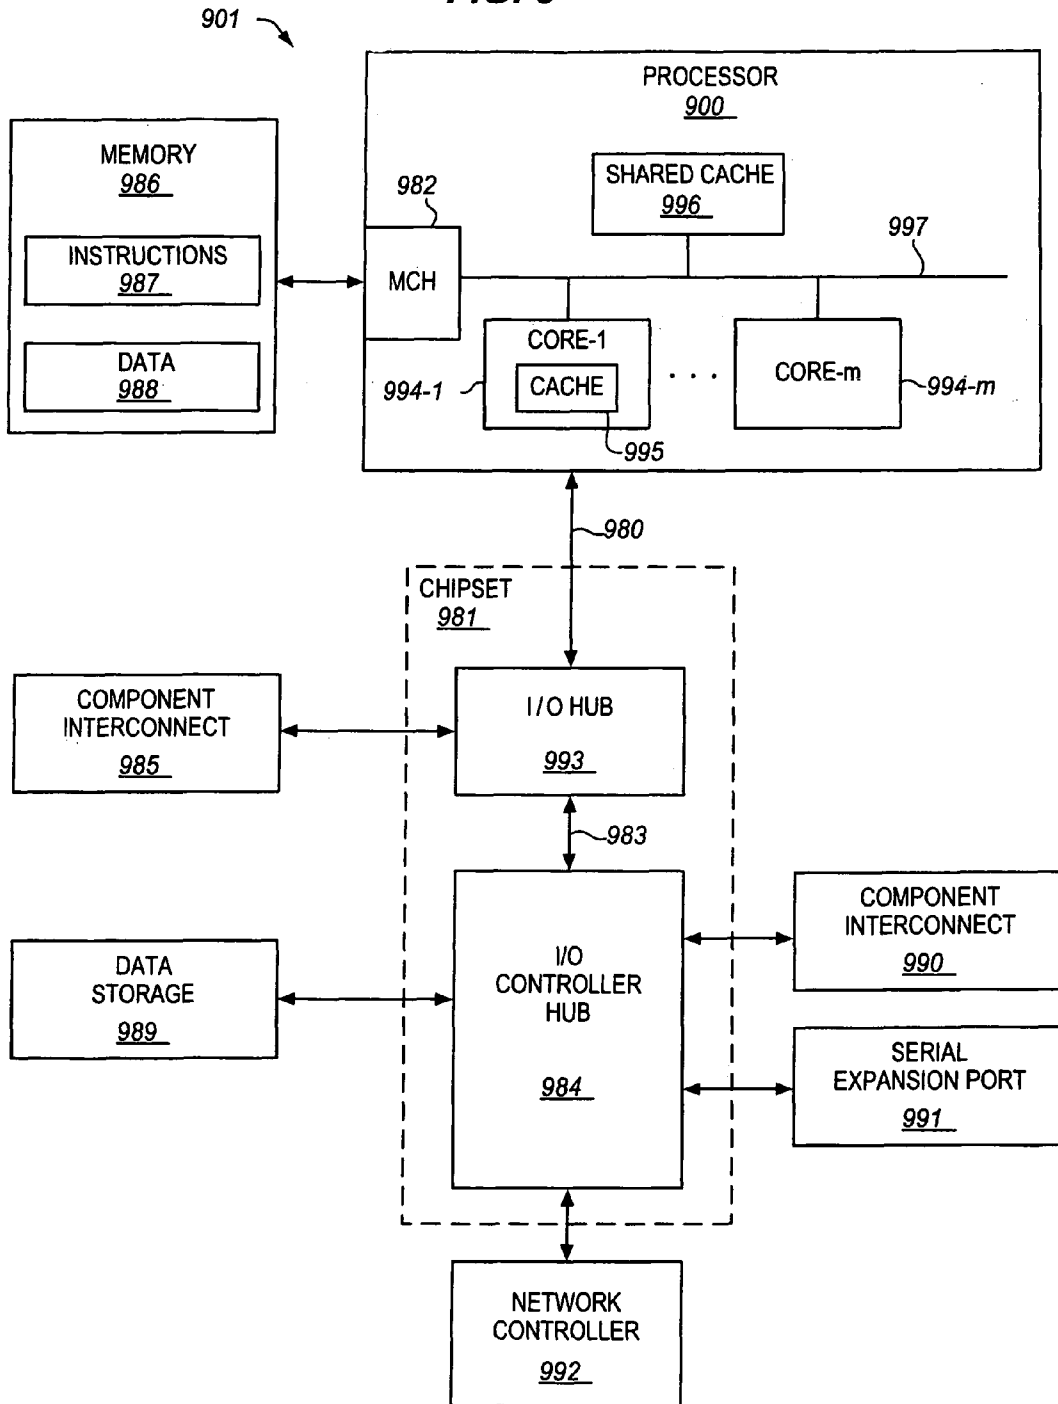 901
PROCESSOR
900
MEMORY
986
INSTRUCTIONS
987
DATA
988
982
MCH
SHARED CACHE
996
997
CORE-1
CACHE
994-1
995
. . .
CORE-m
994-m
980
CHIPSET
981
I/O HUB
993
COMPONENT
INTERCONNECT
985
983
I/O
CONTROLLER
HUB
984
COMPONENT
INTERCONNECT
990
DATA
STORAGE
989
SERIAL
EXPANSION PORT
991
NETWORK
CONTROLLER
992